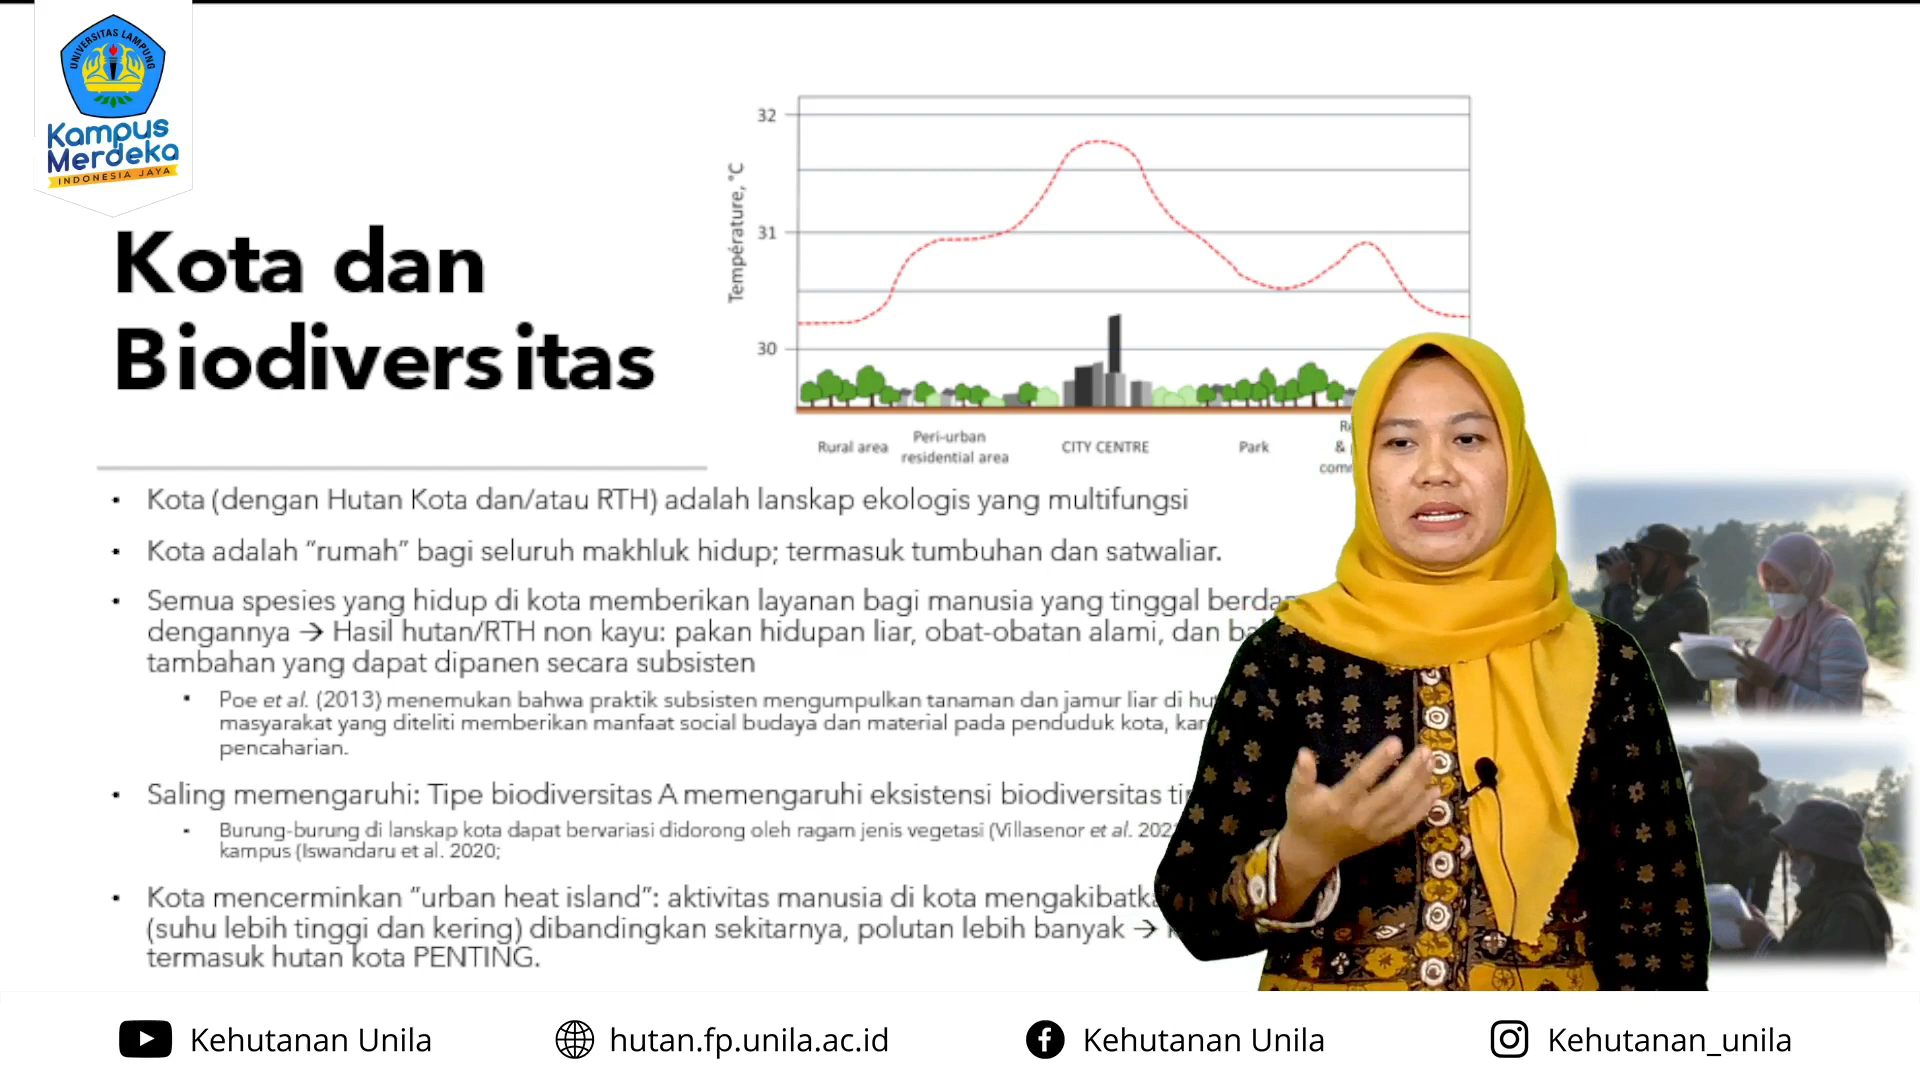 UNIVERSITAS LAMPUNG
Kampus
Merdeka
INDONESIA JAYA
Kota dan
Biodiversitas
Température, °C
32
31
30
Rural area
Peri-urban
residential area
CITY CENTRE
Park
&
Kota (dengan Hutan Kota dan/atau RTH) adalah lanskap ekologis yang multifungsi
Kota adalah “rumah” bagi seluruh makhluk hidup; termasuk tumbuhan dan satwaliar.
Semua spesies yang hidup di kota memberikan layanan bagi manusia yang tinggal
dengannya → Hasil hutan/RTH non kayu: pakan hidupan liar, obat-obatan alami, dan
tambahan yang dapat dipanen secara subsisten
Poe et al. (2013) menemukan bahwa praktik subsisten mengumpulkan tanaman dan jamur liar di
masyarakat yang diteliti memberikan manfaat social budaya dan material pada penduduk kota,
pencaharian.
Saling memengaruhi: Tipe biodiversitas A memengaruhi eksistensi biodiversitas
Burung-burung di lanskap kota dapat bervariasi didorong oleh ragam jenis vegetasi (Villasenor et al.
kampus (Iswandaru et al. 2020;
Kota mencerminkan “urban heat island”: aktivitas manusia di kota
(suhu lebih tinggi dan kering) dibandingkan sekitarnya, polutan lebih banyak →
termasuk hutan kota PENTING.
Kehutanan Unila
hutan.fp.unila.ac.id
Kehutanan Unila
Kehutanan_unila